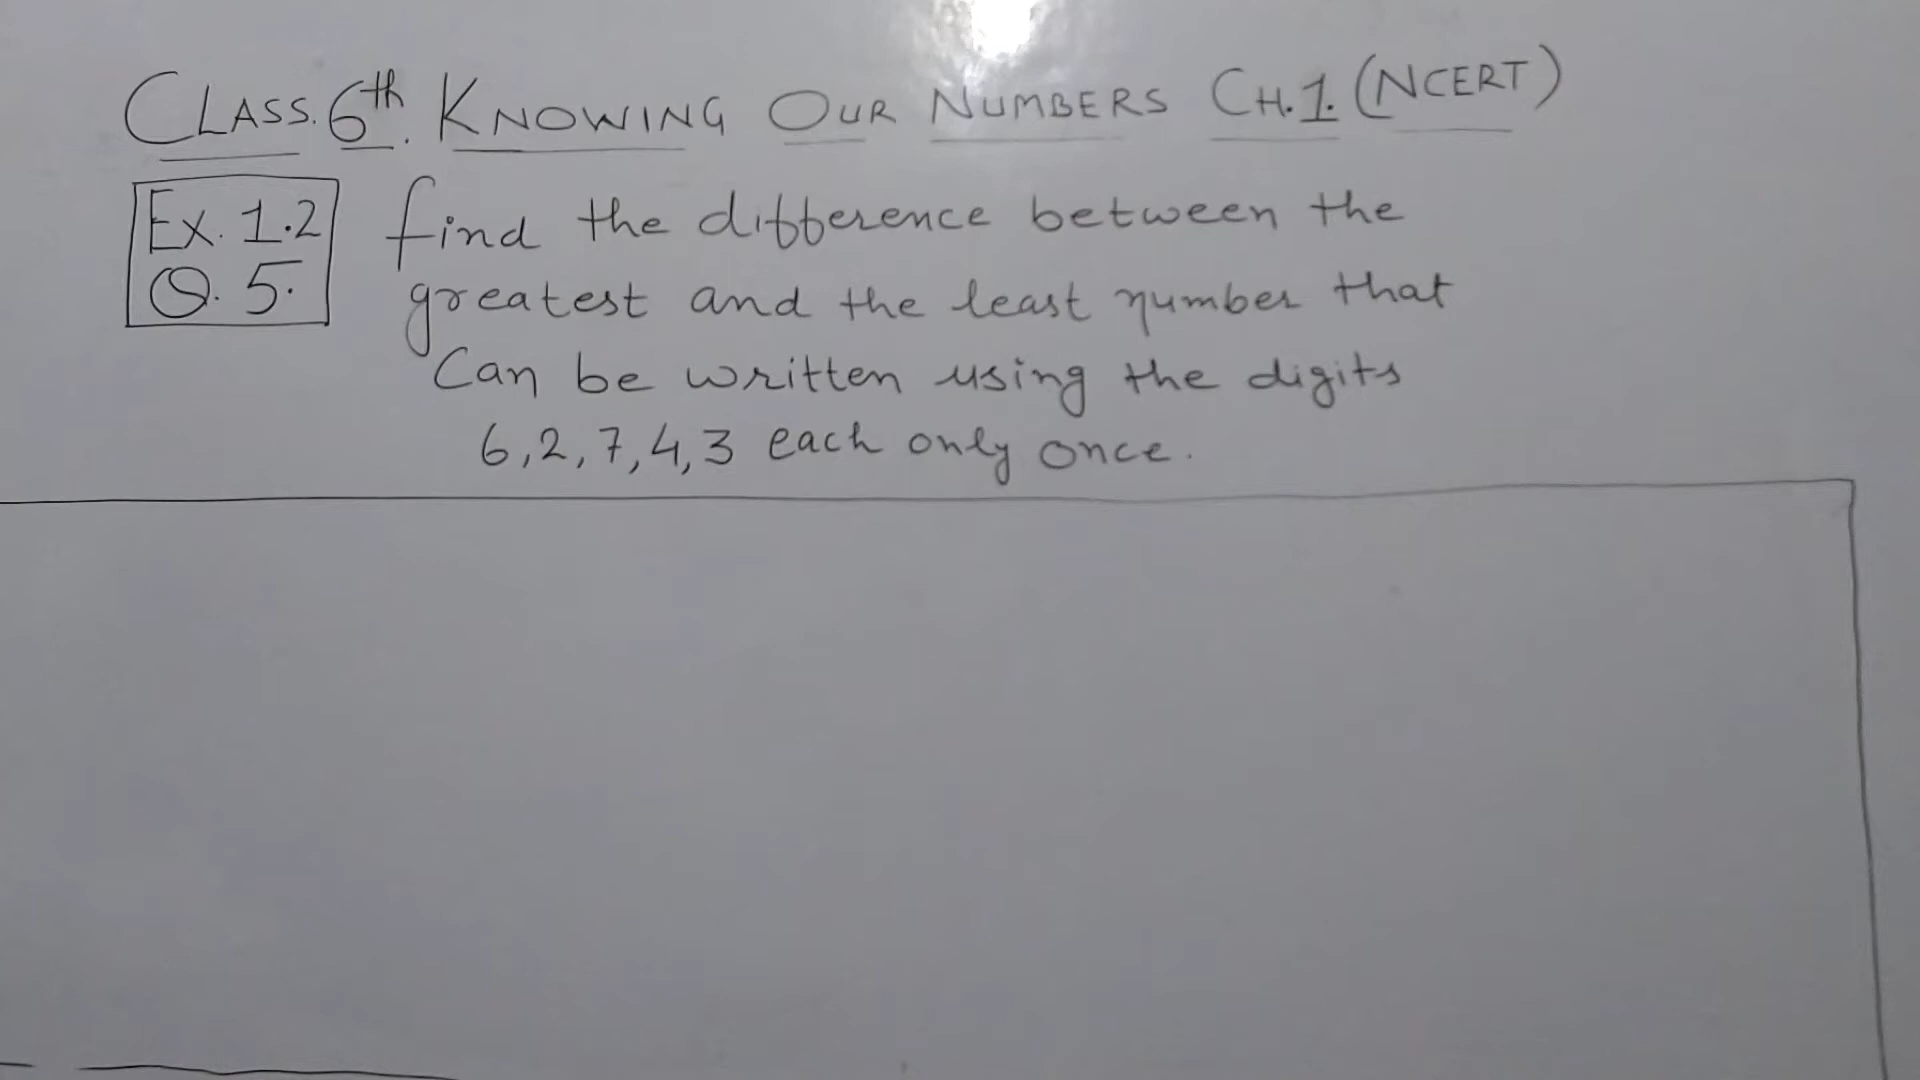 CLASS. 6th. KNOWING OUR NUMBERS CH.1. (NCERT)
Ex. 1.2 find the difference between the
Q. 5. greatest and the least number that
Can be written using the digits
6,2,7,4,3 each only once.